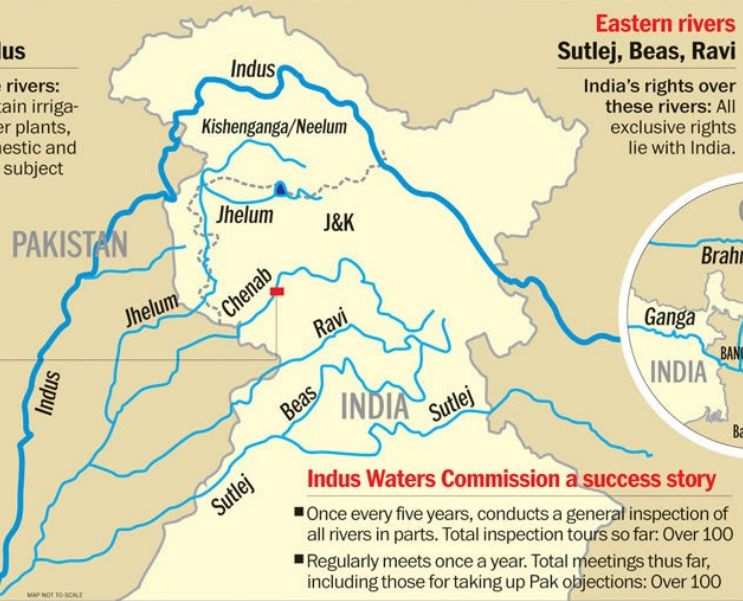 dus
rivers:
tain irriga-
er plants,
nestic and
subject
Eastern rivers
Sutlej, Beas, Ravi
India's rights over
these rivers: All
exclusive rights
lie with India.
Indus
Kishenganga/Neelum
Jhelum
J&K
PAKISTAN
Chenab
Jhelum
Ravi
Indus
Beas
INDIA
Sutlej
Sutlej
Brahm
Ganga
BANG
INDIA
Ba
Indus Waters Commission a success story
■ Once every five years, conducts a general inspection of
all rivers in parts. Total inspection tours so far: Over 100
■ Regularly meets once a year. Total meetings thus far,
including those for taking up Pak objections: Over 100
MAP NOT TO SCALE